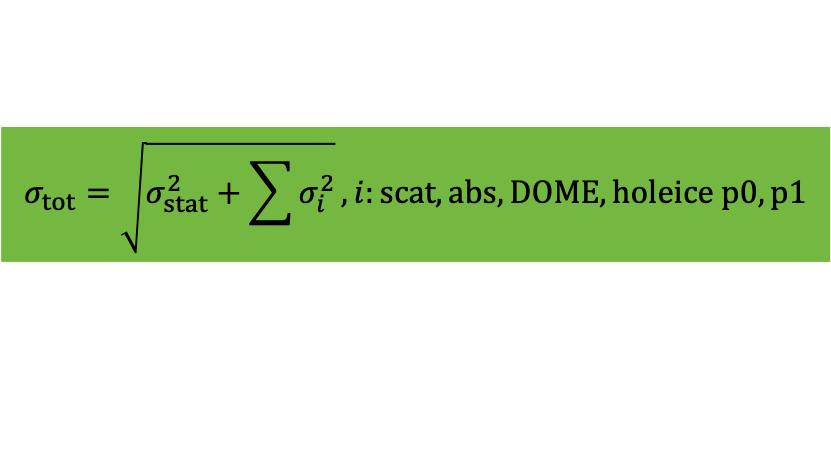 σ_tot = √(σ²_stat + ∑ σ²_i) , i: scat, abs, DOME, holeice p0, p1